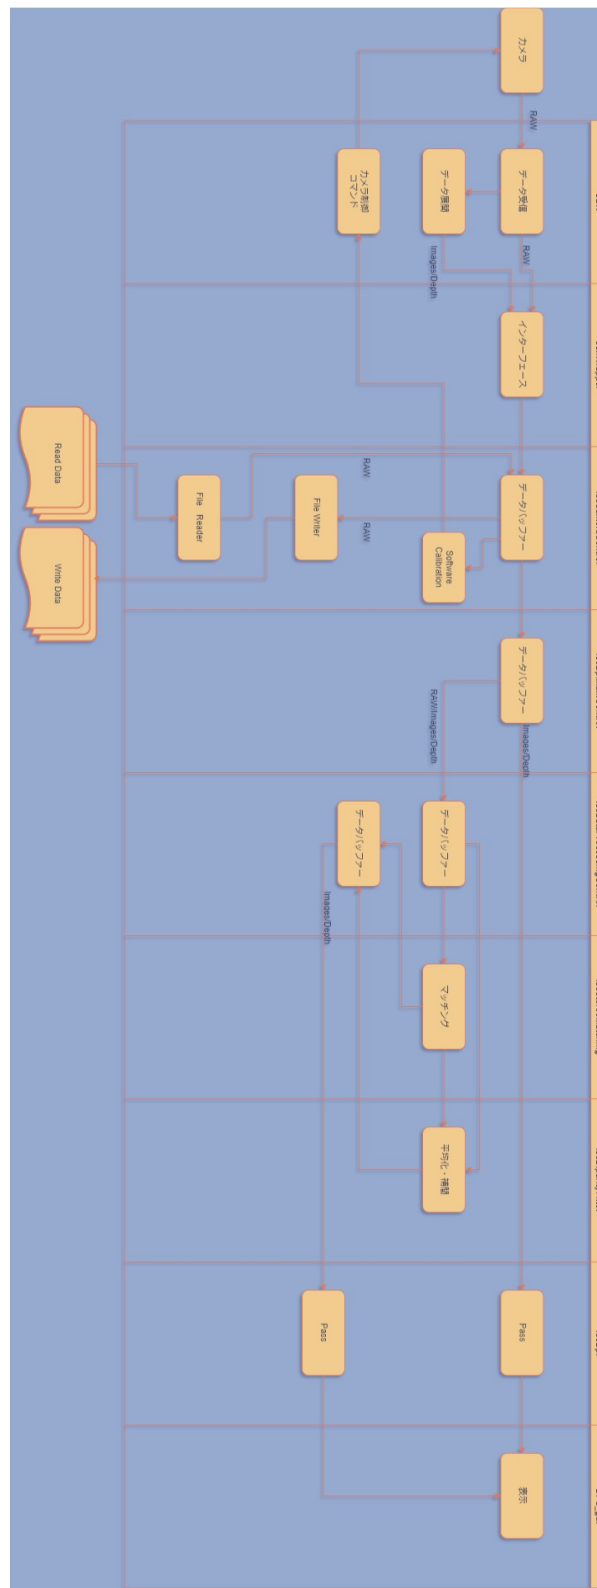 カメラ
RAW
データ受信
データ展開
カメラ制御
コマンド
RAW
Images/Depth
インターフェース
データバッファー
Software
Calibration
RAW
RAW
File Writer
File Reader
Read Data
Write Data
データバッファー
Images/Depth
RAW/Images/Depth
データバッファー
データバッファー
Images/Depth
マッチング
平均化・補間
Pass
Pass
表示